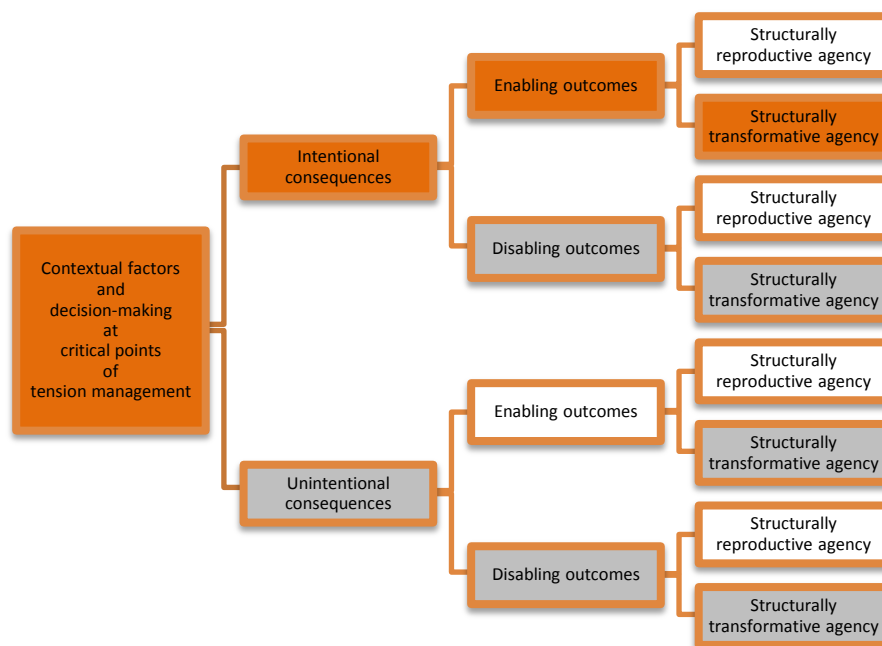 Contextual factors
and
decision-making
at
critical points
of
tension management
Intentional
consequences
Enabling outcomes
Structurally
reproductive agency
Structurally
transformative agency
Disabling outcomes
Structurally
reproductive agency
Structurally
transformative agency
Unintentional
consequences
Enabling outcomes
Structurally
reproductive agency
Structurally
transformative agency
Disabling outcomes
Structurally
reproductive agency
Structurally
transformative agency